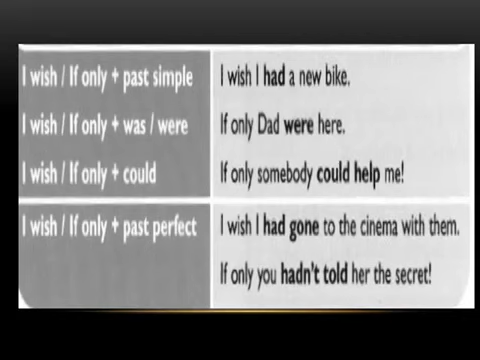 I wish / If only + past simple I wish I had a new bike.
I wish / If only + was / were If only Dad were here.
I wish / If only + could If only somebody could help me!
I wish / If only + past perfect I wish I had gone to the cinema with them.
If only you hadn't told her the secret!